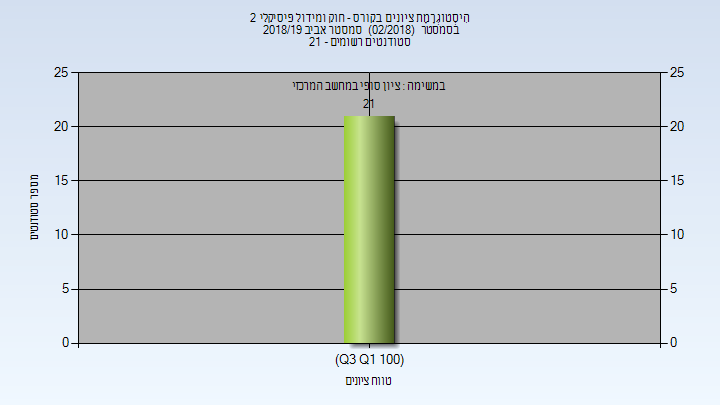 היסטוגרמת ציונים בקורס - חוק ומידול פיסיקלי 2
בסמסטר (02/2018) סמסטר אביב 2018/19
סטודנטים רשומים - 21
במשימה : ציון סופי במחשב המרכזי
21
25
20
15
10
5
0
25
20
15
10
5
0
מספר סטודנטים
(Q3 Q1 100)
טווח ציונים